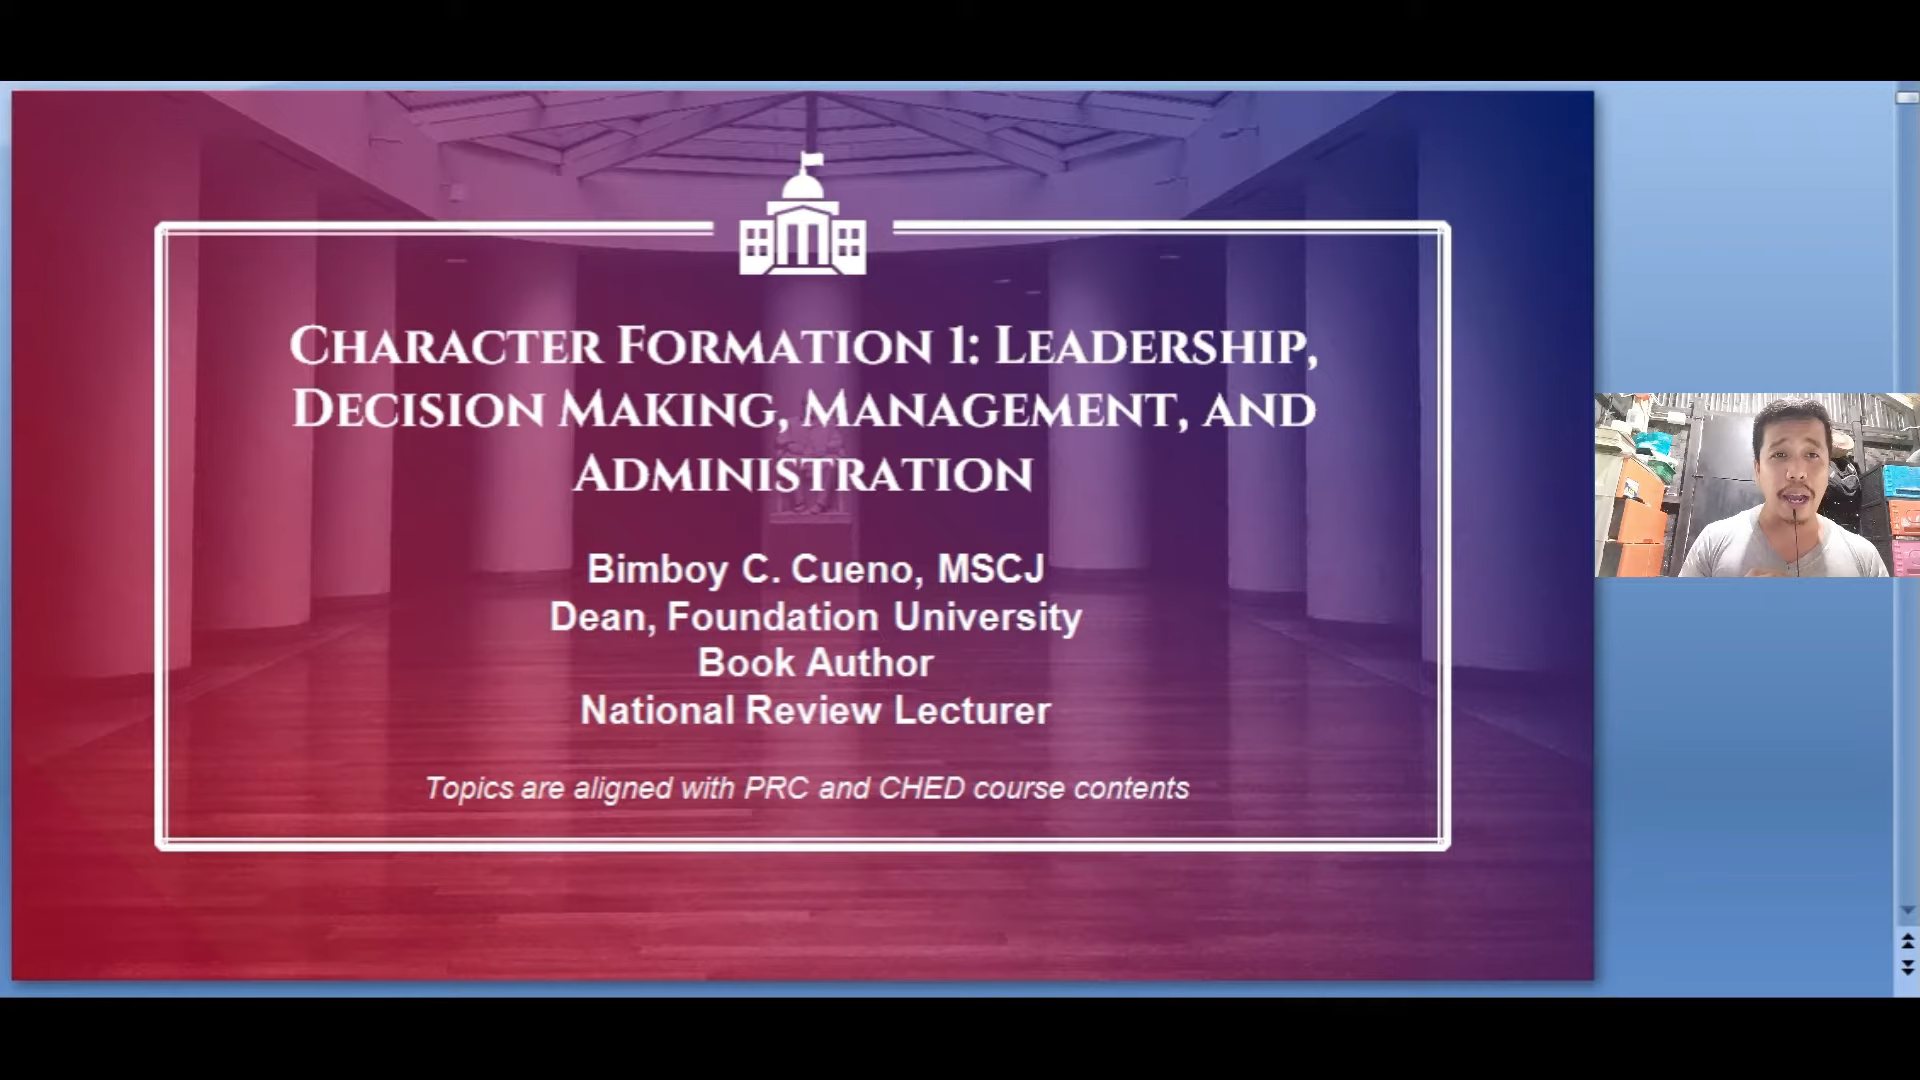 Character Formation 1: Leadership,
Decision Making, Management, and
Administration
Bimboy C. Cueno, MSCJ
Dean, Foundation University
Book Author
National Review Lecturer
Topics are aligned with PRC and CHED course contents